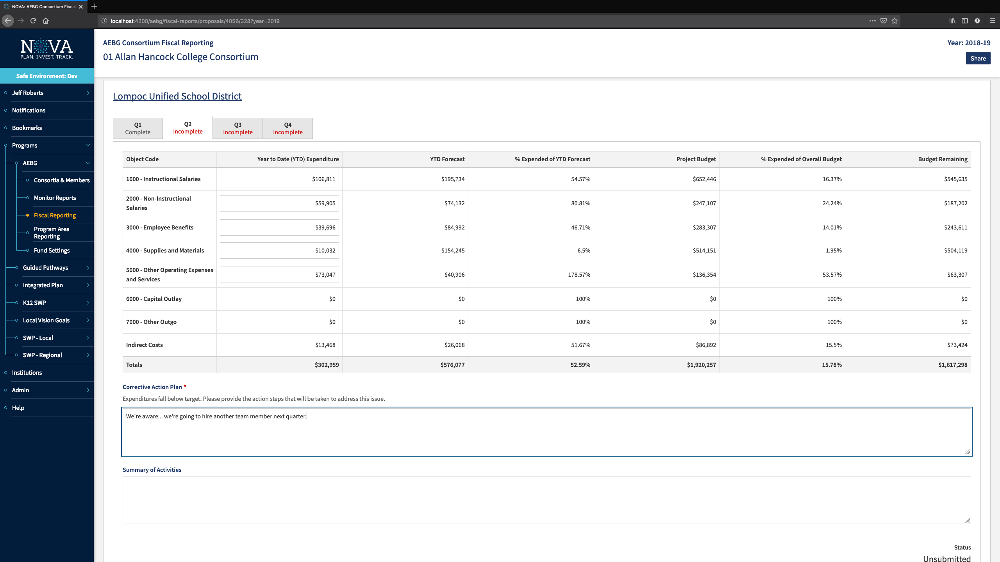 NOVA: AEBG Consortium Fiscal
localhost:4200/aebg/fiscal-reports/proposals/4056/328?year=2019
NOVA
PLAN. INVEST. TRACK.
Safe Environment: Dev
Jeff Roberts
Notifications
Bookmarks
Programs
AEBG
Consortia & Members
Monitor Reports
Fiscal Reporting
Program Area
Reporting
Fund Settings
Guided Pathways
Integrated Plan
K12 SWP
Local Vision Goals
SWP - Local
SWP - Regional
Institutions
Admin
Help
AEBG Consortium Fiscal Reporting
01 Allan Hancock College Consortium
Year: 2018-19
Share
Lompoc Unified School District
Q1 Complete
Q2 Incomplete
Q3 Incomplete
Q4 Incomplete
Object Code Year to Date (YTD) Expenditure YTD Forecast % Expended of YTD Forecast Project Budget % Expended of Overall Budget Budget Remaining
1000 - Instructional Salaries $106,811 $195,734 54.57% $652,446 16.37% $545,635
2000 - Non-Instructional
Salaries $59,905 $74,132 80.81% $247,107 24.24% $187,202
3000 - Employee Benefits $39,696 $84,992 46.71% $283,307 14.01% $243,611
4000 - Supplies and Materials $10,032 $154,245 6.5% $514,151 1.95% $504,119
5000 - Other Operating Expenses
and Services $73,047 $40,906 178.57% $136,354 53.57% $63,307
6000 - Capital Outlay $0 $0 100% $0 100% $0
7000 - Other Outgo $0 $0 100% $0 100% $0
Indirect Costs $13,468 $26,068 51.67% $86,892 15.5% $73,424
Totals $302,959 $576,077 52.59% $1,920,257 15.78% $1,617,298
Corrective Action Plan *
Expenditures fall below target. Please provide the action steps that will be taken to address this issue.
We're aware... we're going to hire another team member next quarter.
Summary of Activities
Status
Unsubmitted